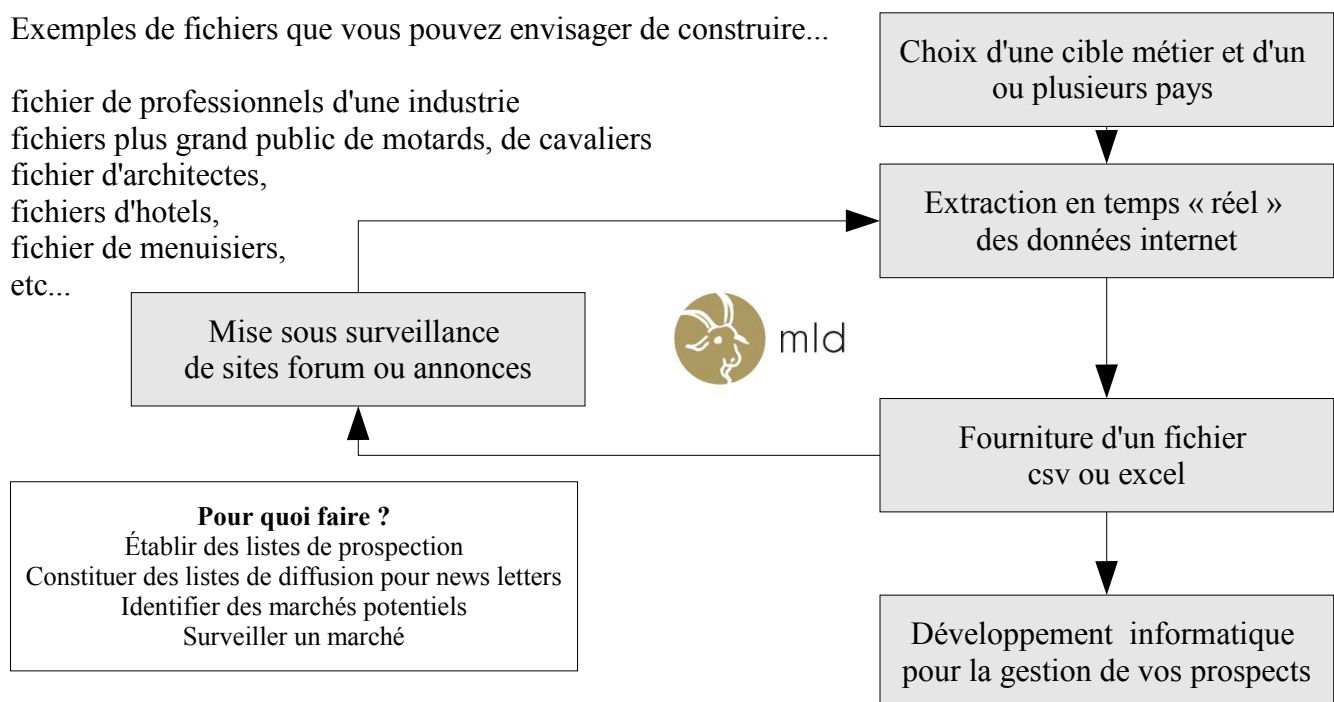 Exemples de fichiers que vous pouvez envisager de construire...
fichier de professionnels d'une industrie
fichiers plus grand public de motards, de cavaliers
fichier d'architectes,
fichiers d'hotels,
fichier de menuisiers,
etc...
Choix d'une cible métier et d'un
ou plusieurs pays
Extraction en temps « réel »
des données internet
Mise sous surveillance
de sites forum ou annonces
mld
Fourniture d'un fichier
csv ou excel
Pour quoi faire ?
Établir des listes de prospection
Constituer des listes de diffusion pour news letters
Identifier des marchés potentiels
Surveiller un marché
Développement informatique
pour la gestion de vos prospects